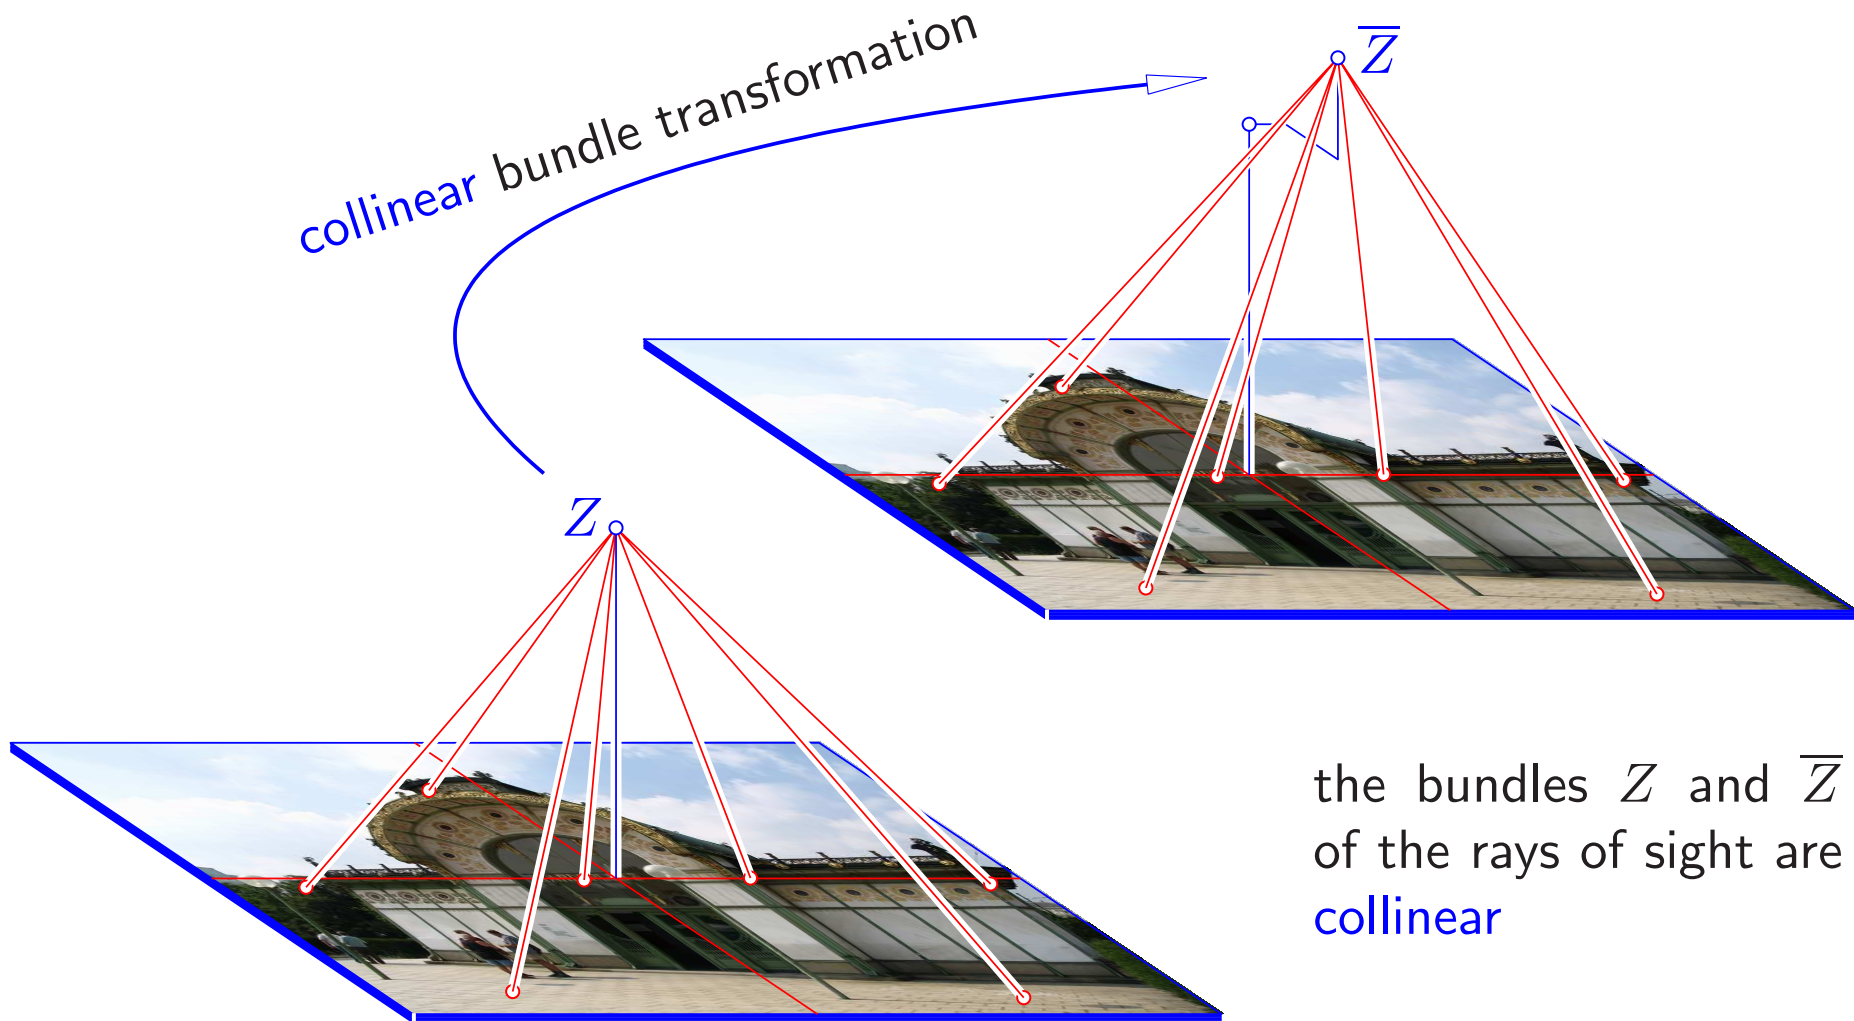 collinear bundle transformation
Z̅
Z
the bundles Z and Z̅
of the rays of sight are
collinear